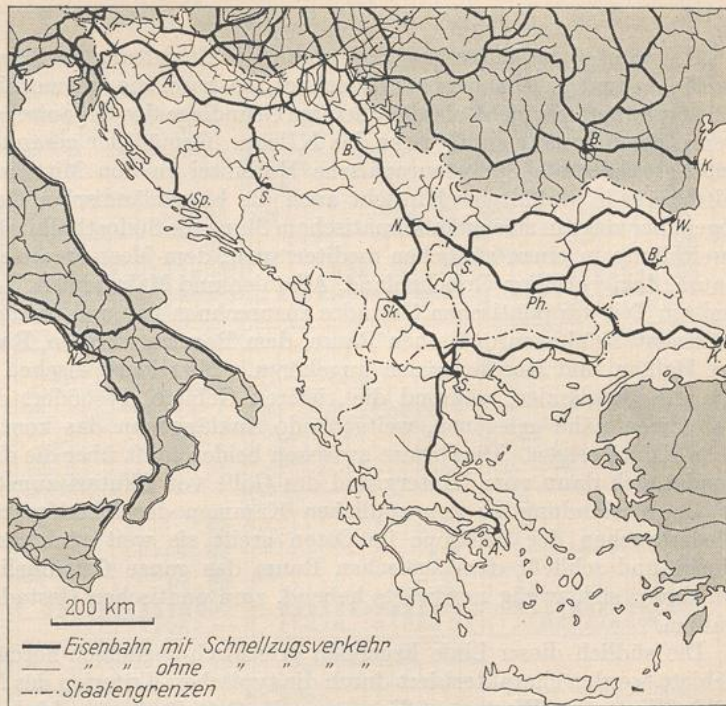 V.
L.
A.
B.
B.
K.
Sp.
S.
N.
W.
S.
B.
Ph.
Sk.
K.
S.
N.
A.
200 km
Eisenbahn mit Schnellzugsverkehr
" " ohne " " " "
Staatengrenzen